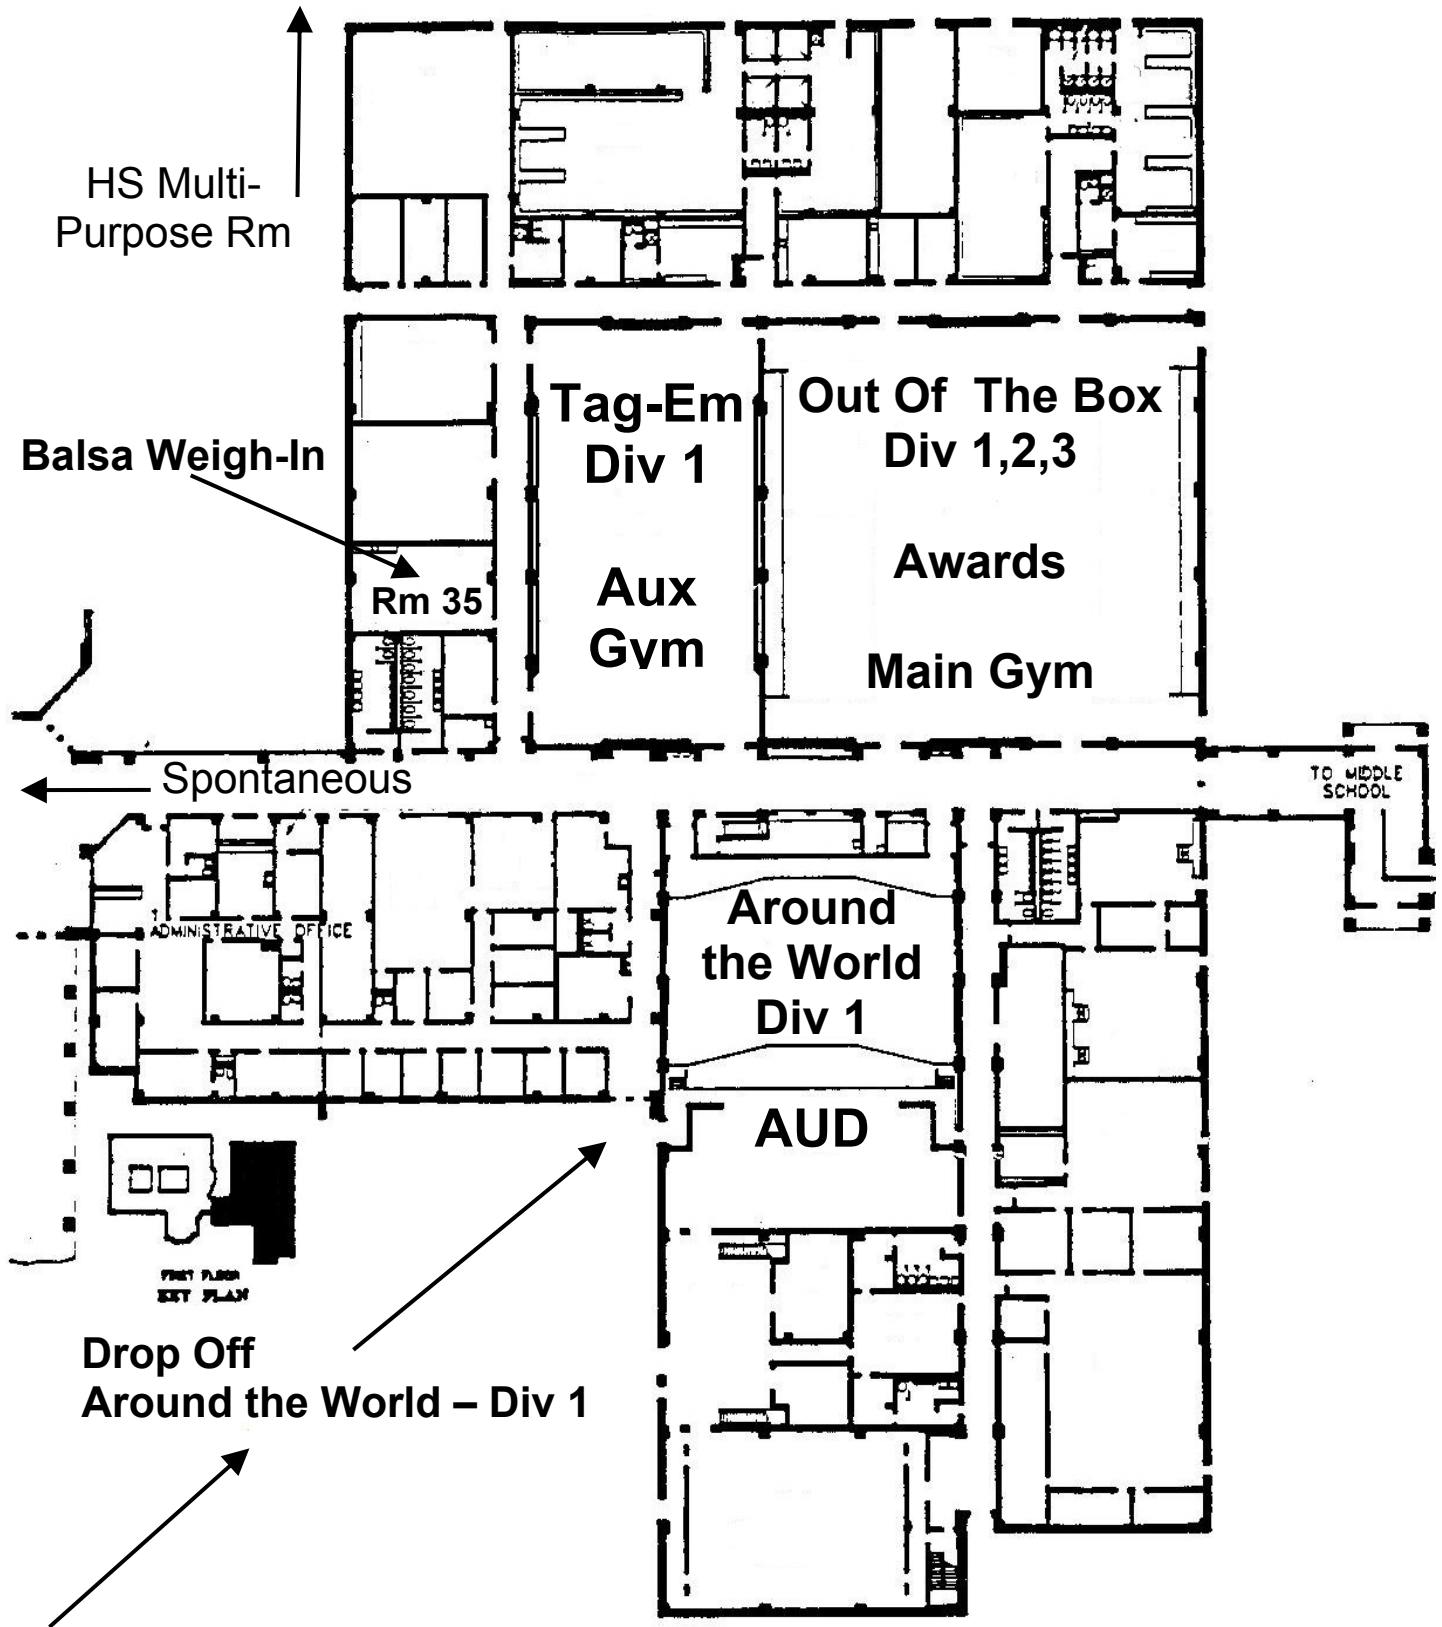 HS Multi-
Purpose Rm
Tag-Em
Div 1
Out Of The Box
Div 1,2,3
Balsa Weigh-In
Awards
Rm 35
Aux
Gvm
Main Gym
Spontaneous
TO MIDDLE
SCHOOL
ADMINISTRATIVE OFFICE
Around
the World
Div 1
AUD
FIRST FLOOR
KEY PLAN
Drop Off
Around the World – Div 1